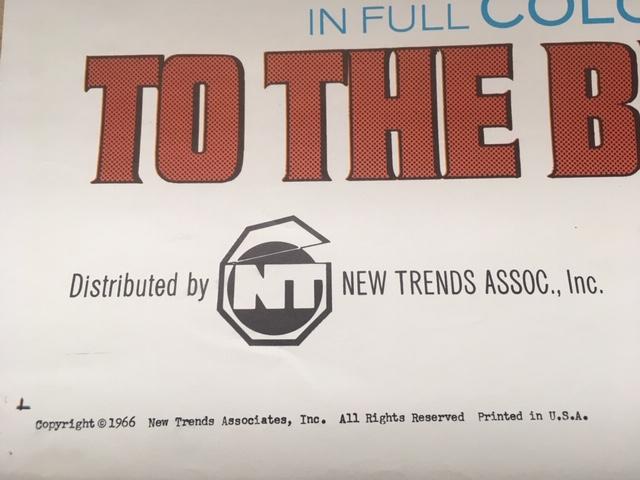 IN FULL
TO THE
Distributed by NT NEW TRENDS ASSOC., Inc.
Copyright © 1966 New Trends Associates, Inc. All Rights Reserved Printed in U.S.A.